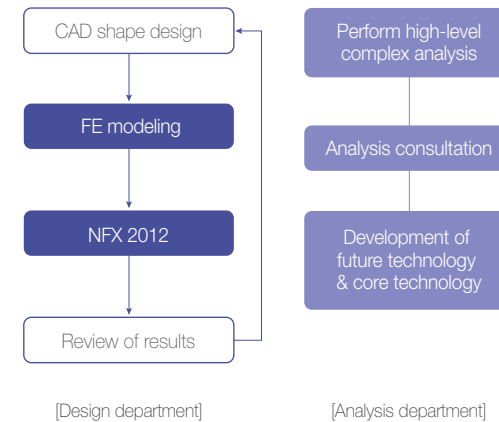 CAD shape design
FE modeling
NFX 2012
Review of results
[Design department]
Perform high-level
complex analysis
Analysis consultation
Development of
future technology
& core technology
[Analysis department]